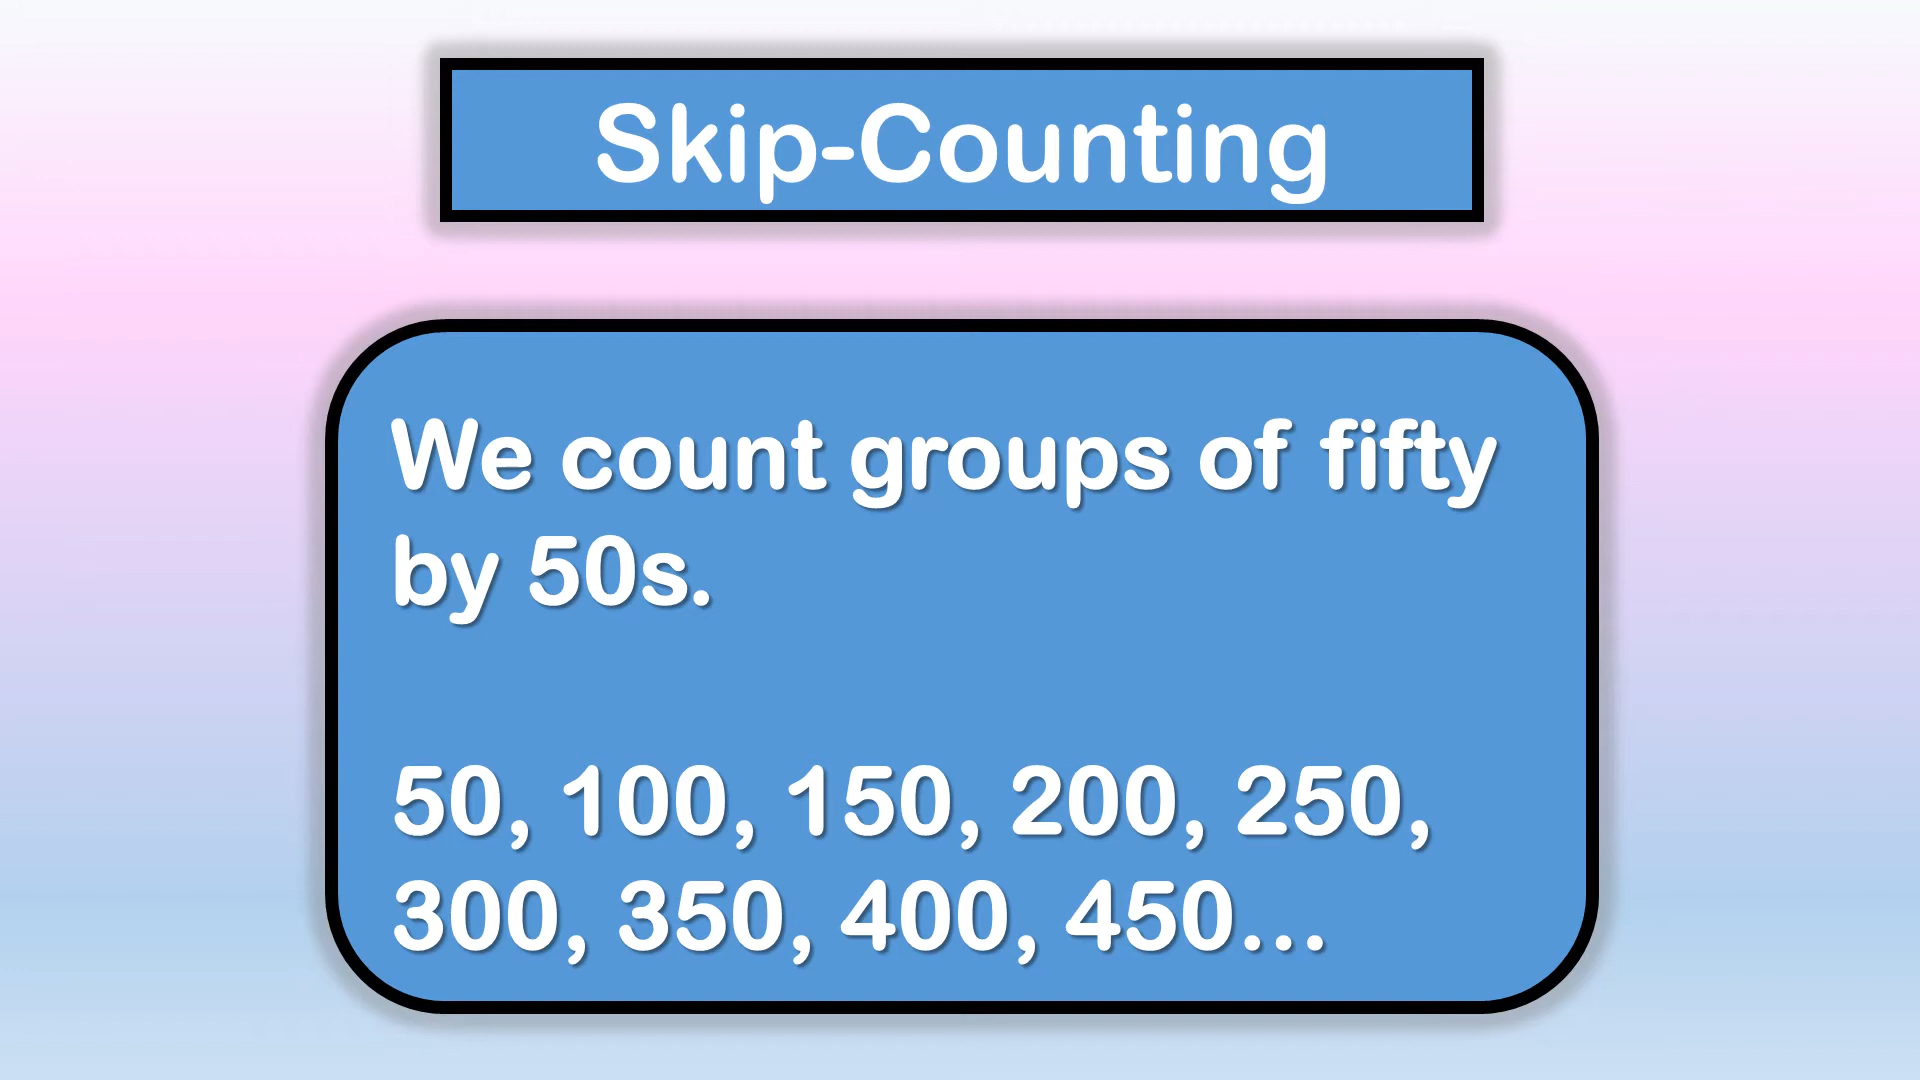 Skip-Counting
We count groups of fifty
by 50s.
50, 100, 150, 200, 250,
300, 350, 400, 450...